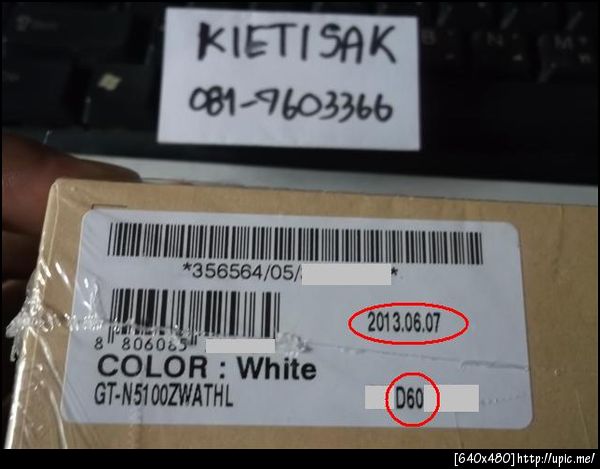 KIETISAK
081-9603366
*356564/05/ *
2013.06.07
8 806085
COLOR : White
GT-N5100ZWATHL
D60
[640x480]http://upic.me/